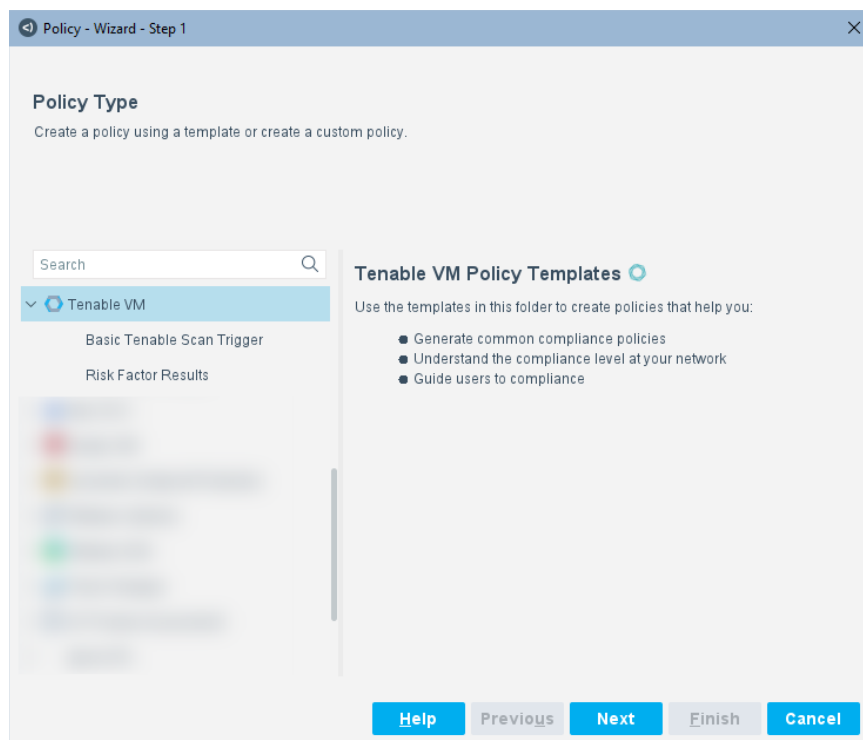 Policy - Wizard - Step 1
Policy Type
Create a policy using a template or create a custom policy.
Search
Tenable VM
Basic Tenable Scan Trigger
Risk Factor Results
Tenable VM Policy Templates
Use the templates in this folder to create policies that help you:
Generate common compliance policies
Understand the compliance level at your network
Guide users to compliance
Help Previous Next Finish Cancel